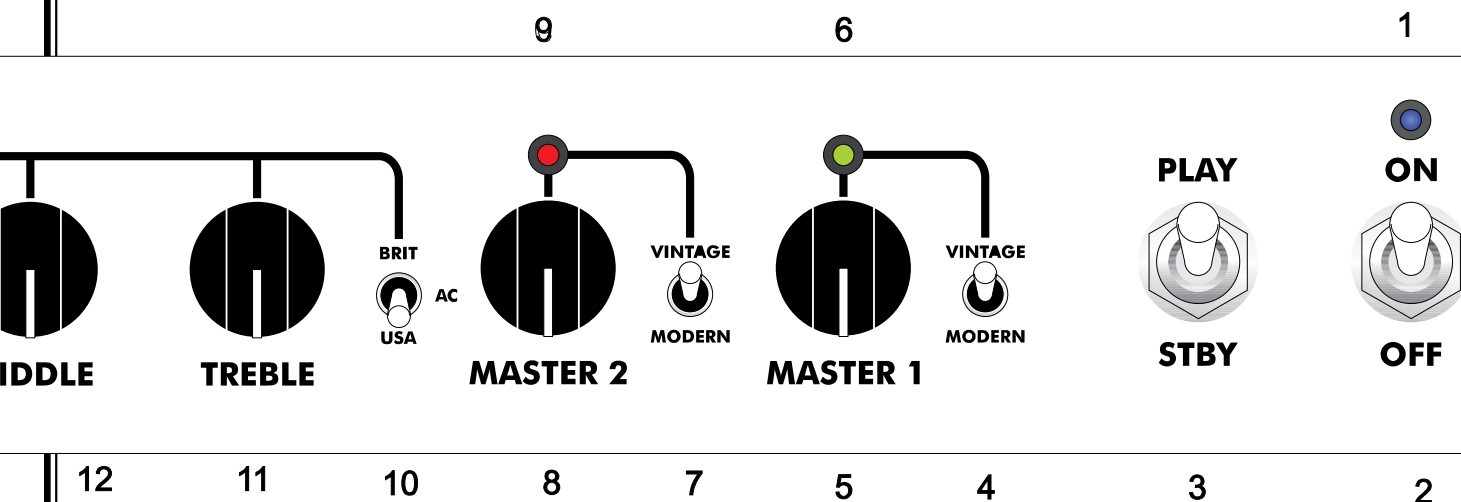 9 6 1
PLAY ON
BRIT VINTAGE VINTAGE
AC
USA MODERN MODERN
STBY OFF
IDDLE TREBLE MASTER 2 MASTER 1
12 11 10 8 7 5 4 3 2